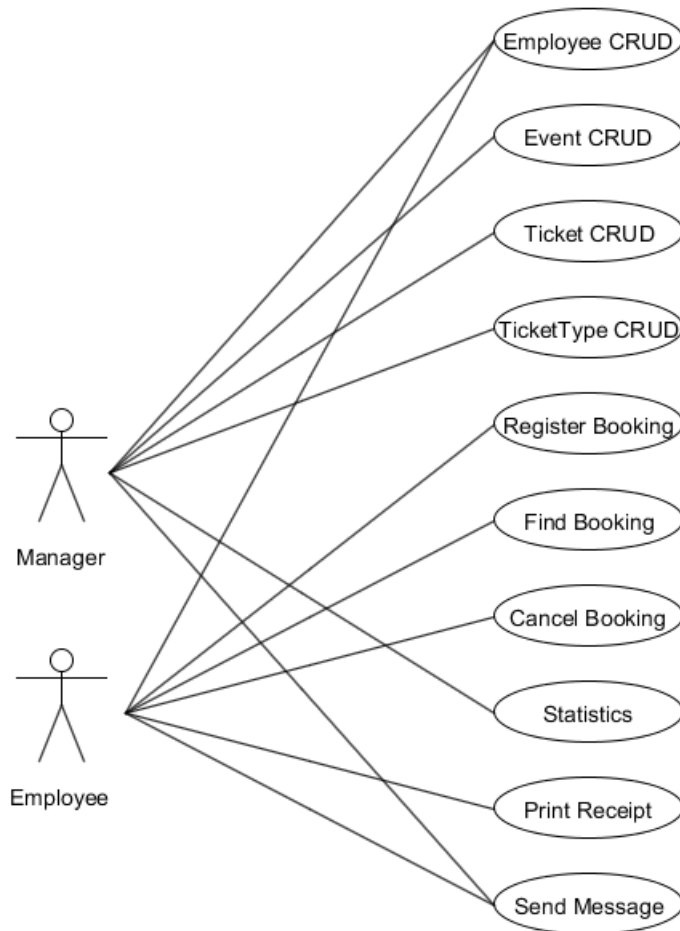 Employee CRUD
Event CRUD
Ticket CRUD
TicketType CRUD
Register Booking
Manager
Find Booking
Cancel Booking
Employee
Statistics
Print Receipt
Send Message